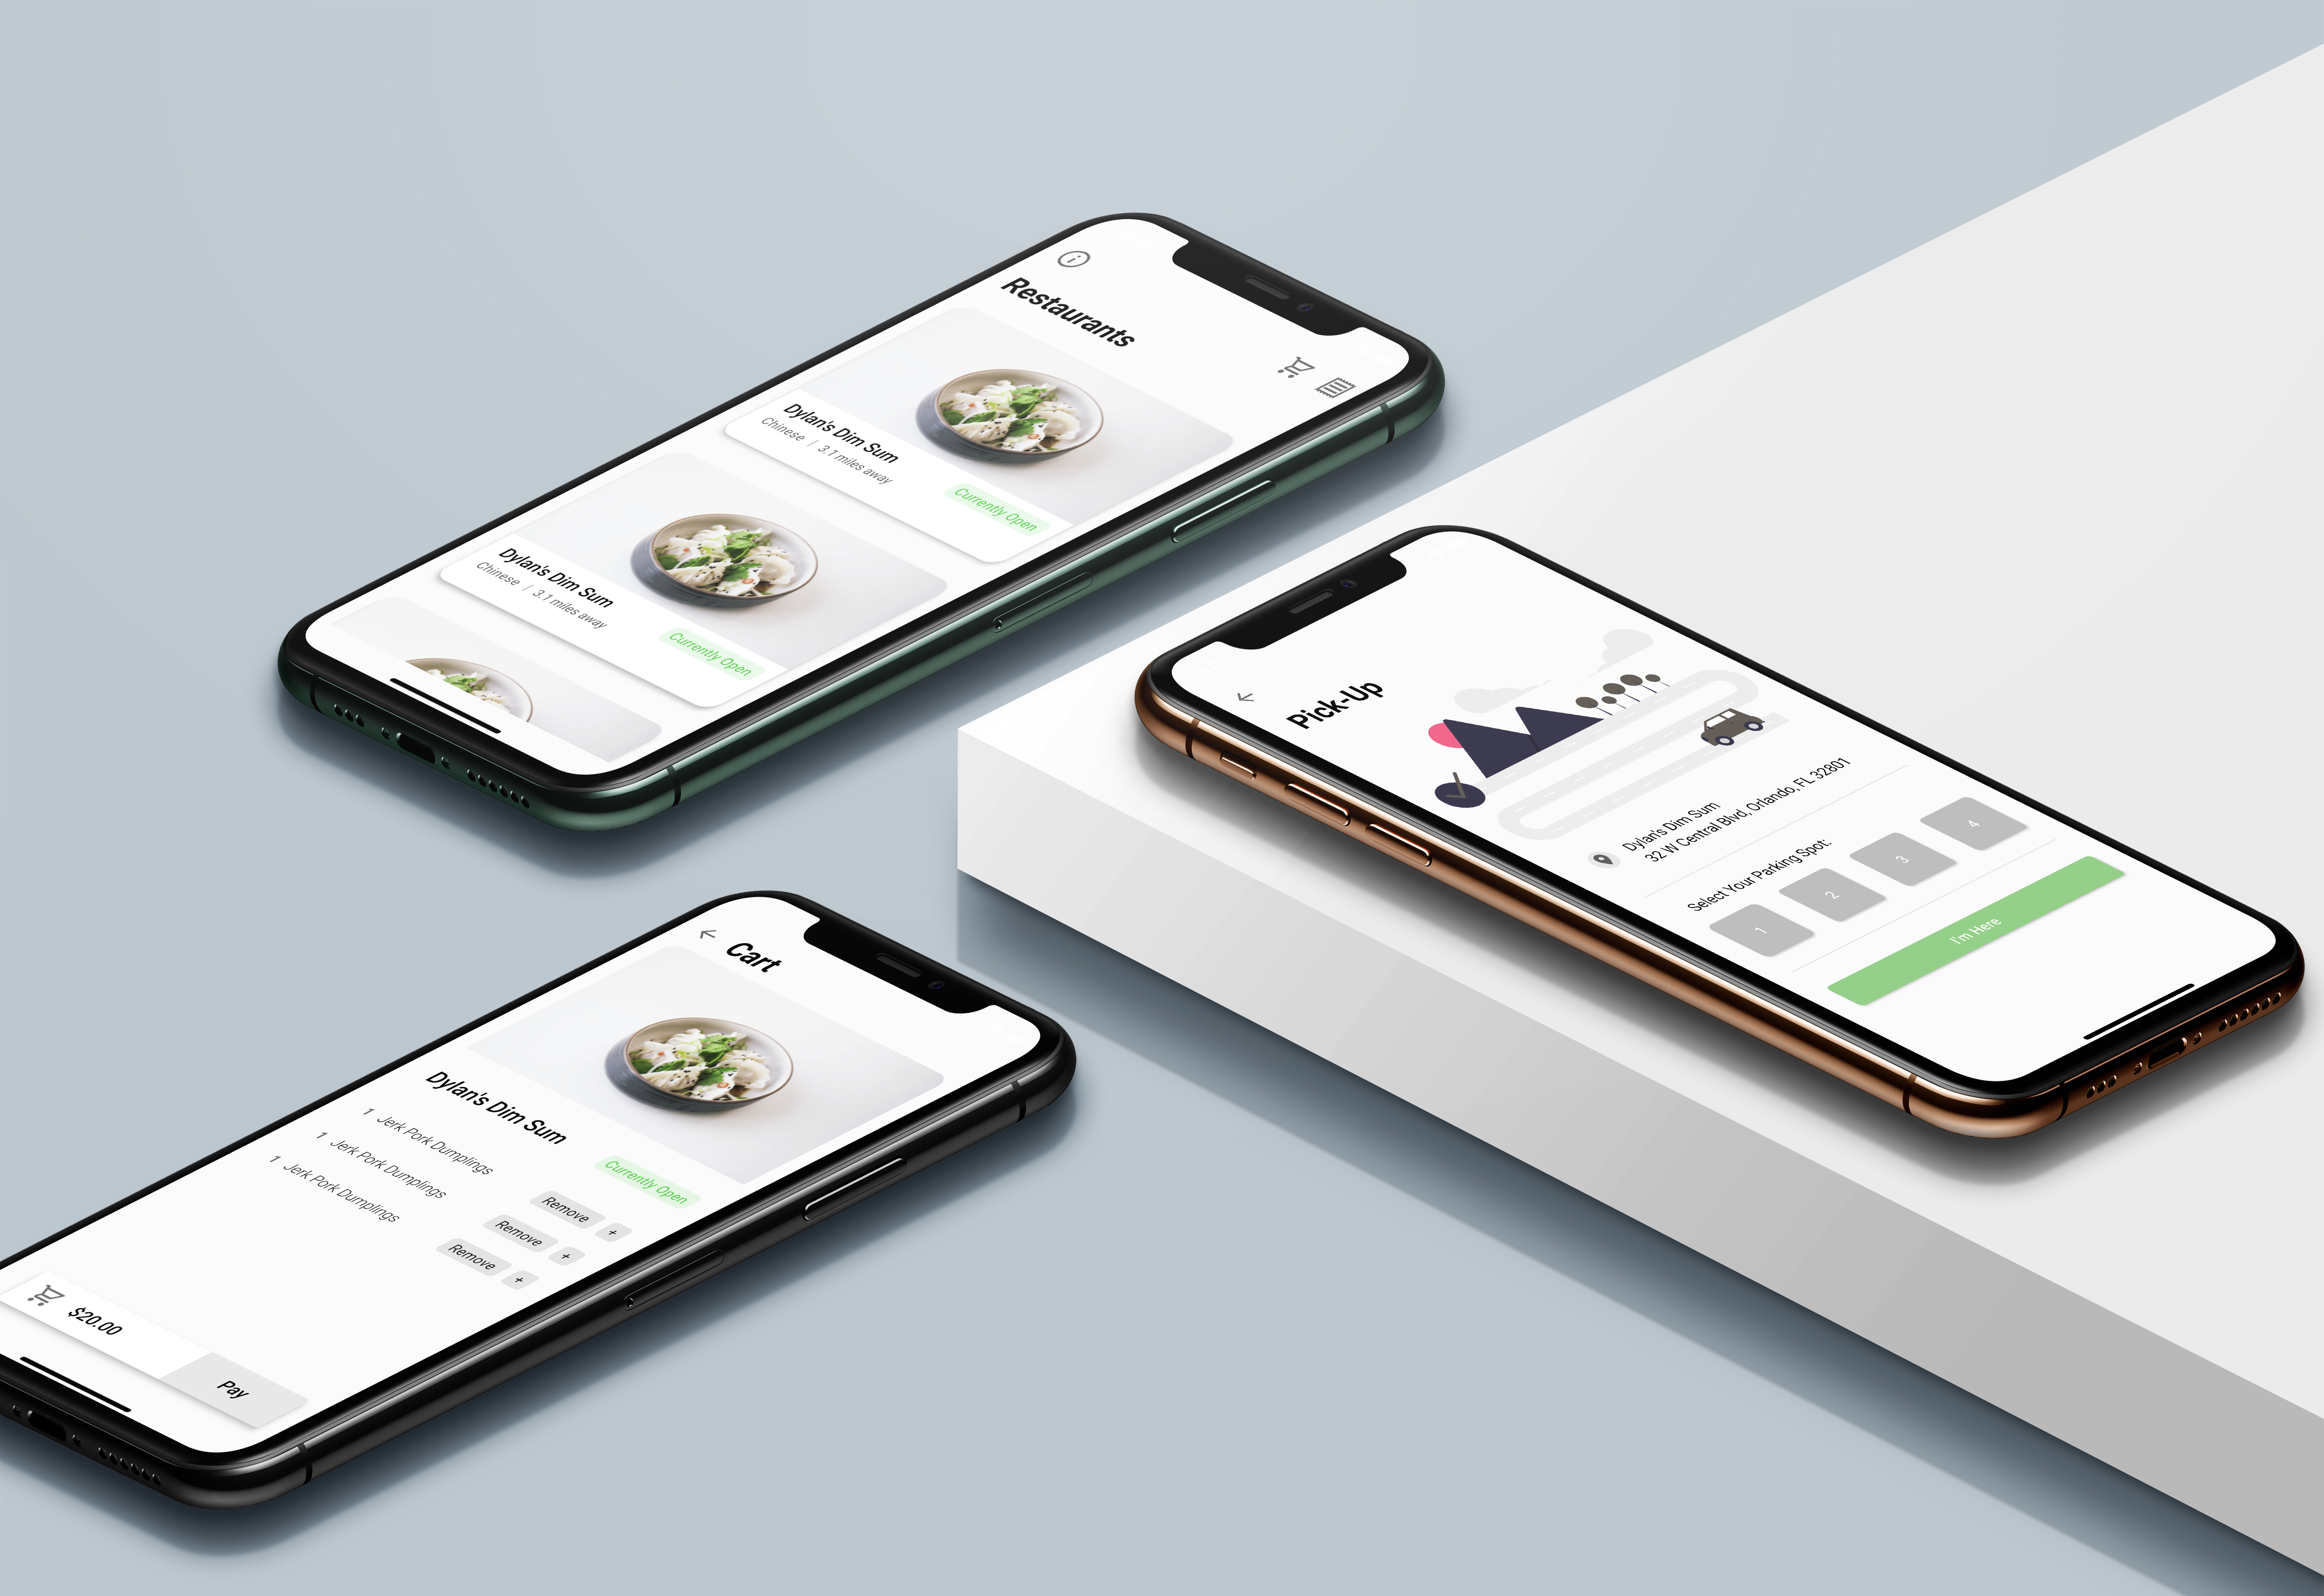 Restaurants
Dylan's Dim Sum
Chinese | 3.1 miles away
Currently Open
Dylan's Dim Sum
Chinese | 3.1 miles away
Currently Open
Pick-Up
Dylan's Dim Sum
32 W Central Blvd, Orlando, FL 32801
Select Your Parking Spot:
1 2 3 4
I'm Here
Cart
Dylan's Dim Sum
Currently Open
1 Jerk Pork Dumplings Remove +
1 Jerk Pork Dumplings Remove +
1 Jerk Pork Dumplings Remove +
$20.00 Pay